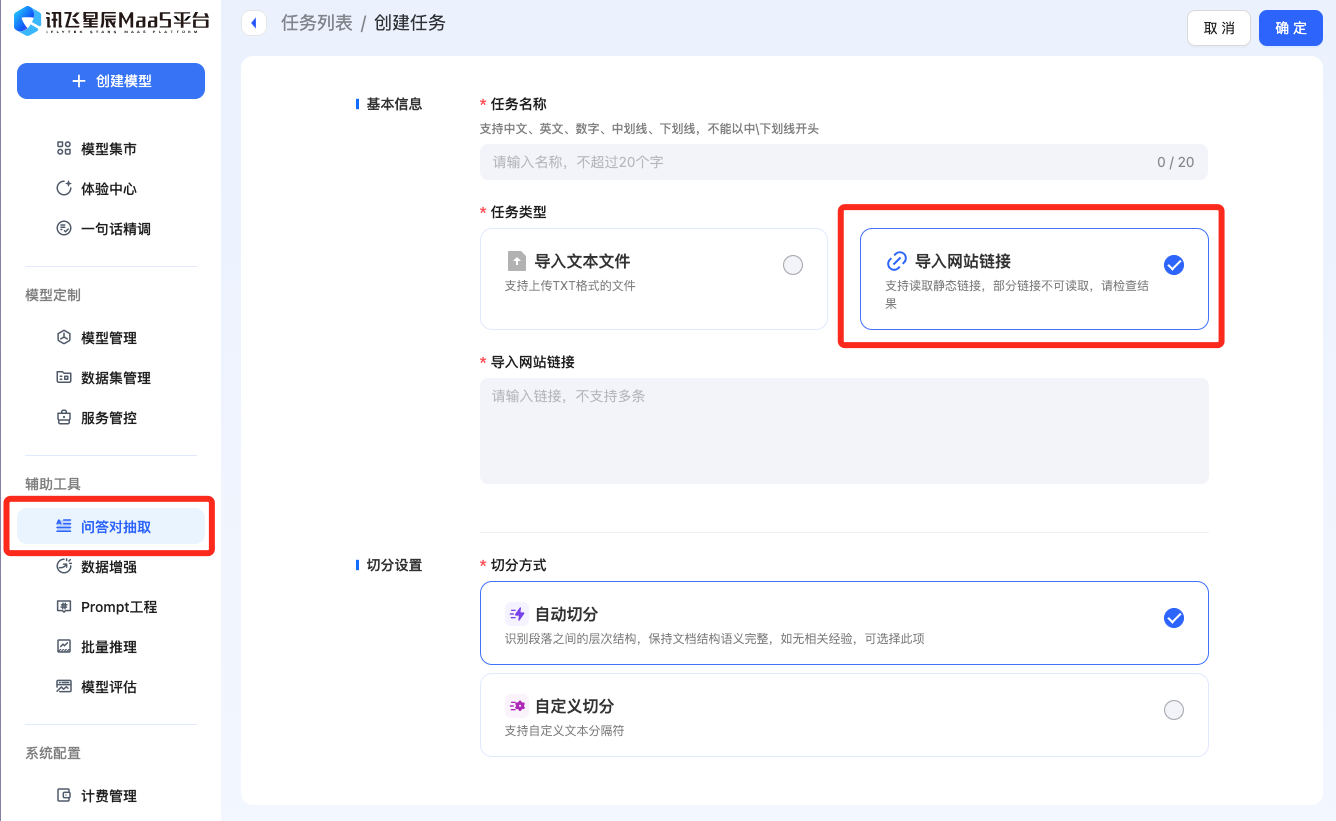 讯飞星辰MaaS平台
IFLYTEK STARS MAAS PLATFORM
任务列表 / 创建任务
取 消
确 定
创建模型
模型集市
体验中心
一句话精调
模型定制
模型管理
数据集管理
服务管控
辅助工具
问答对抽取
数据增强
Prompt工程
批量推理
模型评估
系统配置
计费管理
基本信息
* 任务名称
支持中文、英文、数字、中划线、下划线，不能以中\下划线开头
请输入名称，不超过20个字
0 / 20
* 任务类型
导入文本文件
支持上传TXT格式的文件
导入网站链接
支持读取静态链接，部分链接不可读取，请检查结
果
* 导入网站链接
请输入链接，不支持多条
切分设置
* 切分方式
自动切分
识别段落之间的层次结构，保持文档结构语义完整，如无相关经验，可选择此项
自定义切分
支持自定义文本分隔符